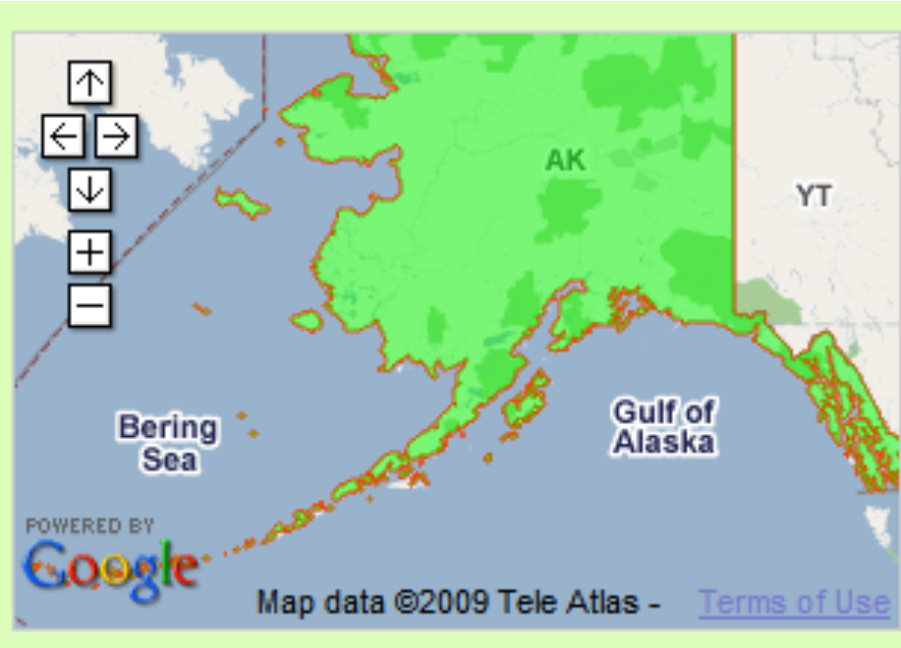 AK
YT
Bering
Sea
Gulf of
Alaska
POWERED BY
Google
Map data ©2009 Tele Atlas - Terms of Use